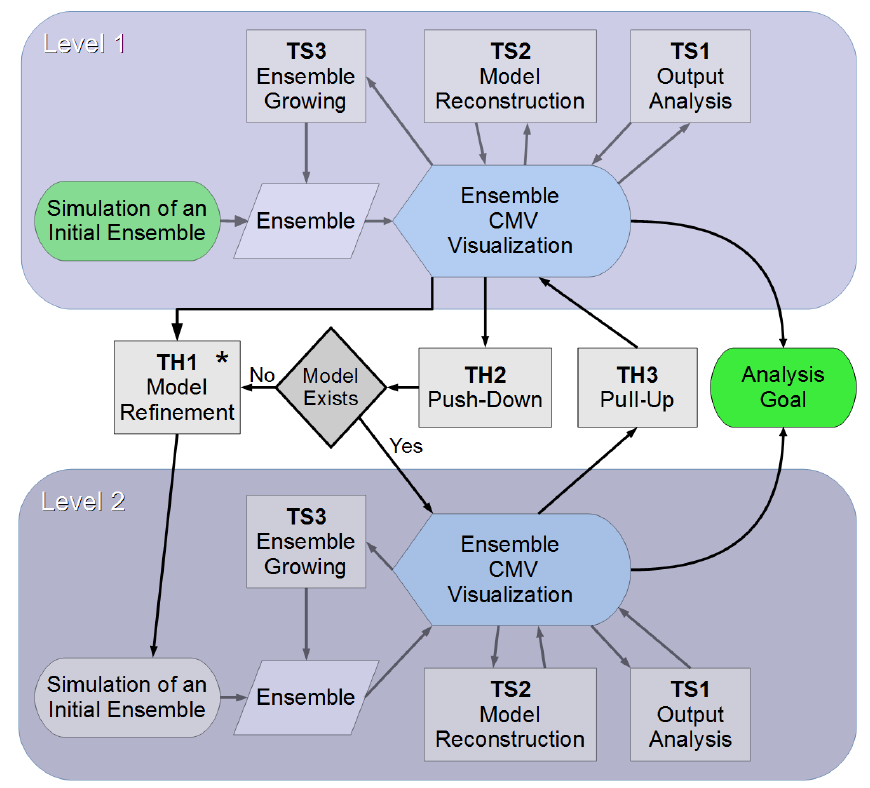 Level 1
TS3
Ensemble
Growing
TS2
Model
Reconstruction
TS1
Output
Analysis
Simulation of an
Initial Ensemble
Ensemble
Ensemble
CMV
Visualization
TH1 *
Model
Refinement
No
Model
Exists
Yes
TH2
Push-Down
TH3
Pull-Up
Analysis
Goal
Level 2
TS3
Ensemble
Growing
Ensemble
CMV
Visualization
Simulation of an
Initial Ensemble
Ensemble
TS2
Model
Reconstruction
TS1
Output
Analysis